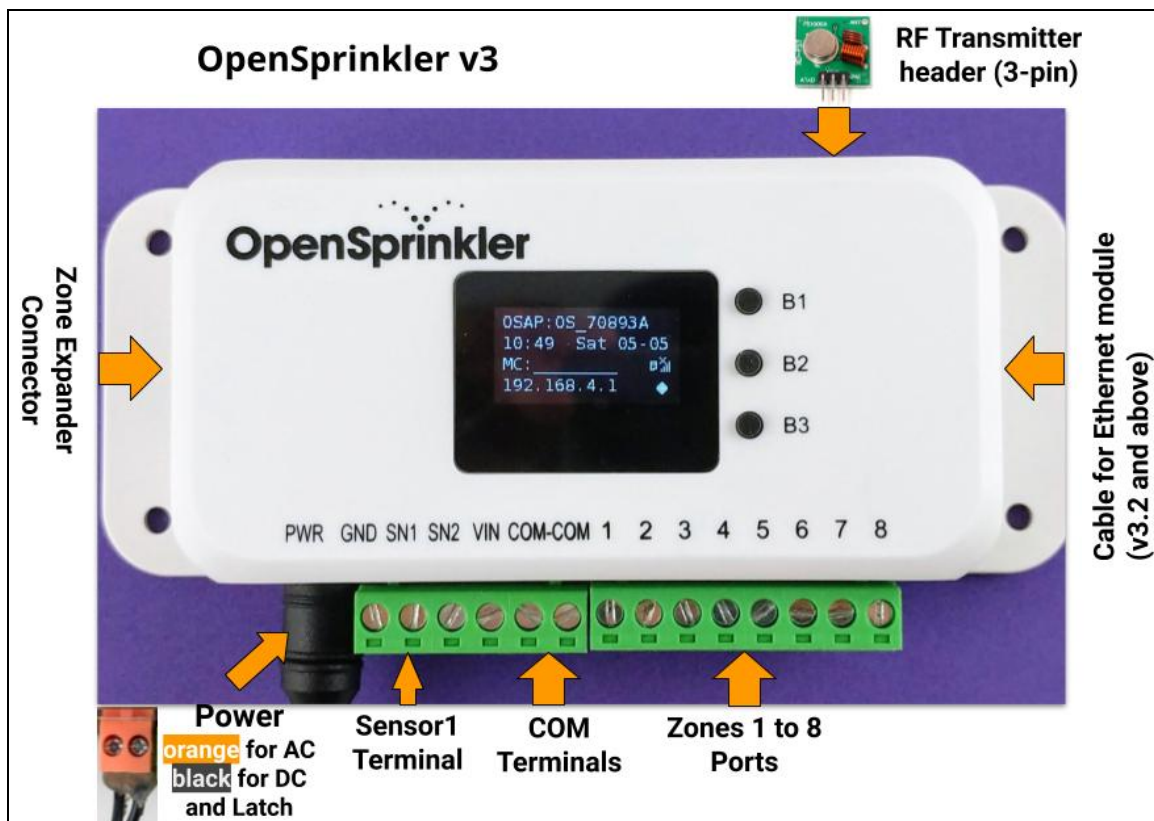 OpenSprinkler v3
RF Transmitter
header (3-pin)
OpenSprinkler
OSAP:OS_70893A
10:49 Sat 05-05
MC:________
192.168.4.1
B1
B2
B3
Zone Expander
Connector
Cable for Ethernet module
(v3.2 and above)
PWR GND SN1 SN2 VIN COM-COM 1 2 3 4 5 6 7 8
Power
orange for AC
black for DC
and Latch
Sensor1
Terminal
COM
Terminals
Zones 1 to 8
Ports